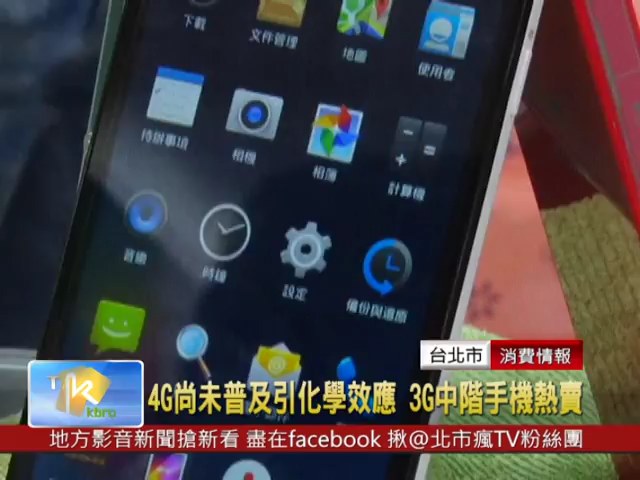 下載
文件管理
地圖
使用者
待辦事項
相機
相簿
計算機
音樂
時鐘
設定
備份與還原
台北市 消費情報
kbro
4G尚未普及引化學效應 3G中階手機熱賣
地方影音新聞搶新看 盡在facebook 揪@北市瘋TV粉絲團